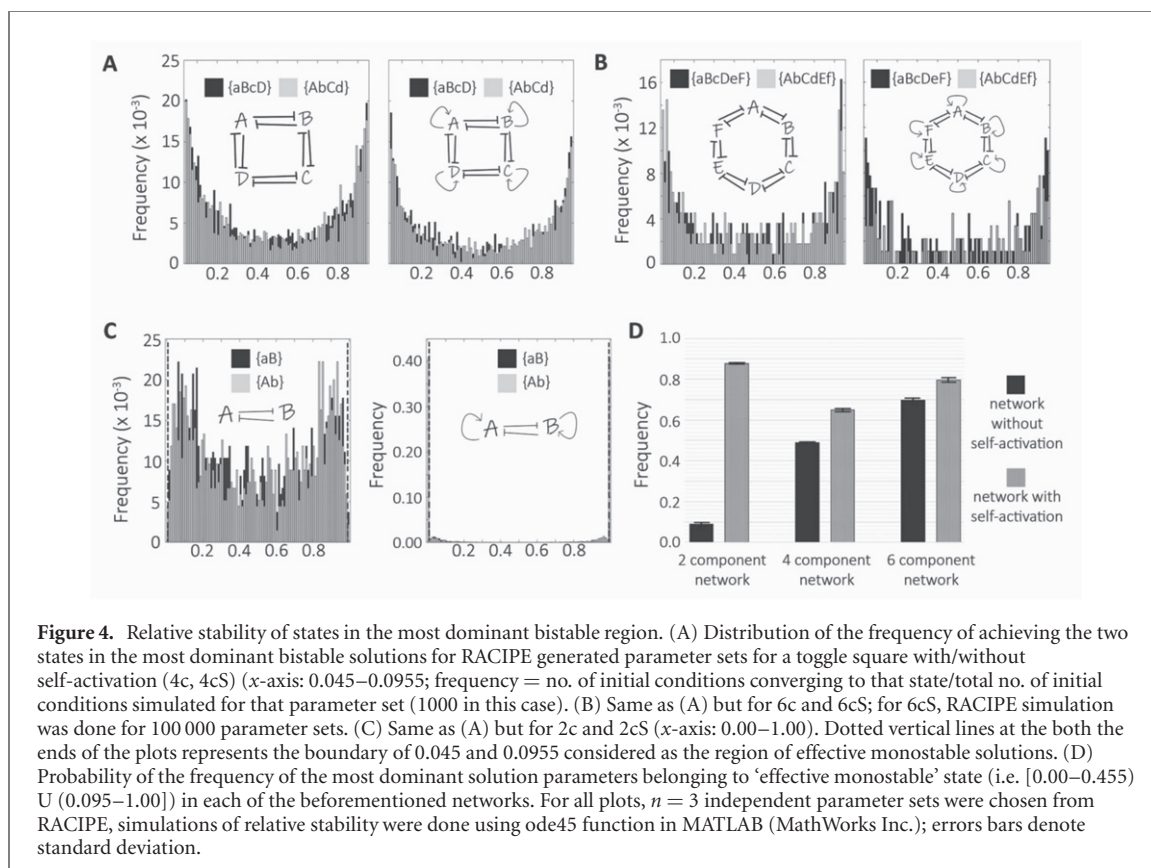 A
25
20
15
10
5
0
Frequency (x 10⁻³)
{aBcD} {AbCd}
A B
D C
0.2 0.4 0.6 0.8
{aBcD} {AbCd}
A B
D C
0.2 0.4 0.6 0.8
B
16
12
8
4
0
Frequency (x 10⁻³)
{aBcDeF} {AbCdEf}
A
F B
E C
D
0.2 0.4 0.6 0.8
{aBcDeF} {AbCdEf}
A
F B
E C
D
0.2 0.4 0.6 0.8
C
25
20
15
10
5
0
Frequency (x 10⁻³)
{aB}
{Ab}
A B
0.2 0.4 0.6 0.8
0.40
0.30
0.20
0.10
0.00
Frequency
{aB}
{Ab}
A B
0.2 0.4 0.6 0.8
D
1.0
0.8
0.6
0.4
0.2
0.0
Frequency
2 component
network
4 component
network
6 component
network
network
without
self-activation
network with
self-activation
Figure 4. Relative stability of states in the most dominant bistable region. (A) Distribution of the frequency of achieving the two
states in the most dominant bistable solutions for RACIPE generated parameter sets for a toggle square with/without
self-activation (4c, 4cS) (x-axis: 0.045–0.0955; frequency = no. of initial conditions converging to that state/total no. of initial
conditions simulated for that parameter set (1000 in this case). (B) Same as (A) but for 6c and 6cS; for 6cS, RACIPE simulation
was done for 100 000 parameter sets. (C) Same as (A) but for 2c and 2cS (x-axis: 0.00–1.00). Dotted vertical lines at the both the
ends of the plots represents the boundary of 0.045 and 0.0955 considered as the region of effective monostable solutions. (D)
Probability of the frequency of the most dominant solution parameters belonging to ‘effective monostable’ state (i.e. [0.00–0.455)
U (0.095–1.00]) in each of the beforementioned networks. For all plots, n = 3 independent parameter sets were chosen from
RACIPE, simulations of relative stability were done using ode45 function in MATLAB (MathWorks Inc.); errors bars denote
standard deviation.